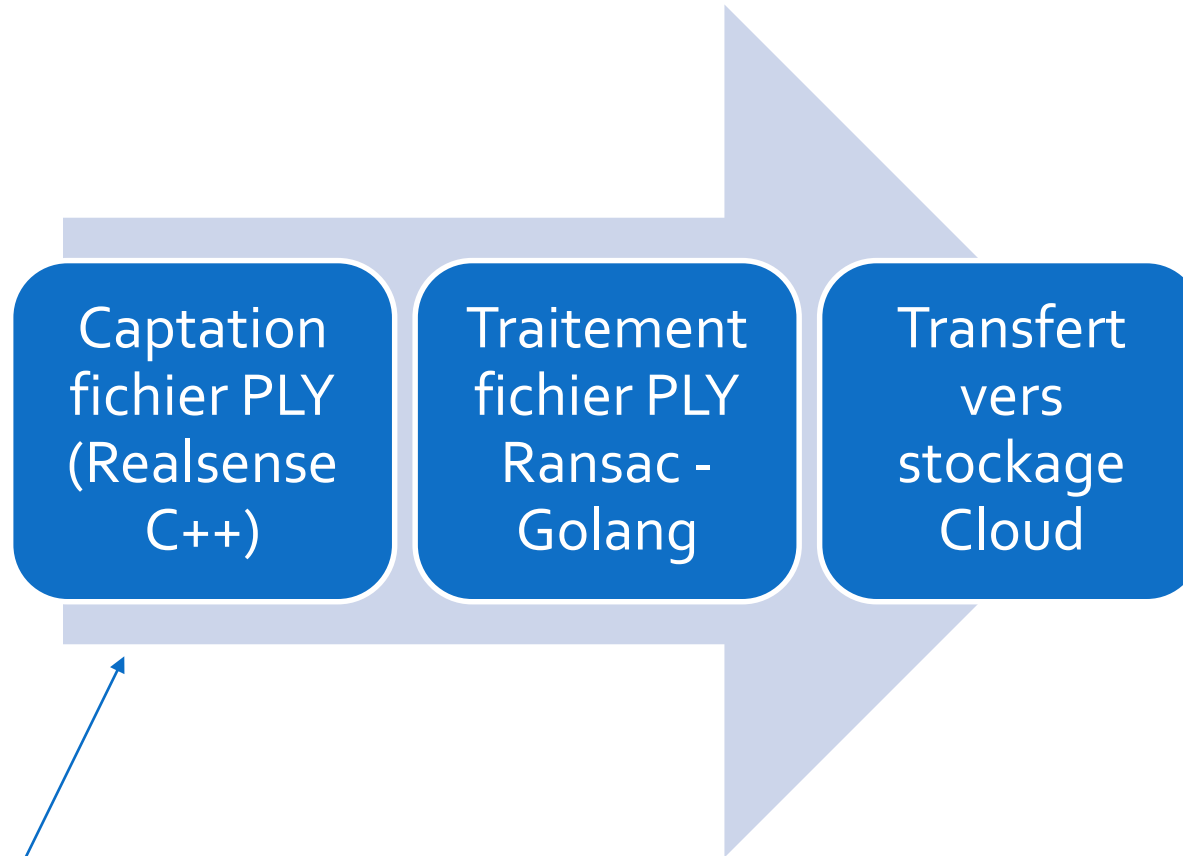 Captation
fichier PLY
(Realsense
C++)
Traitement
fichier PLY
Ransac -
Golang
Transfert
vers
stockage
Cloud